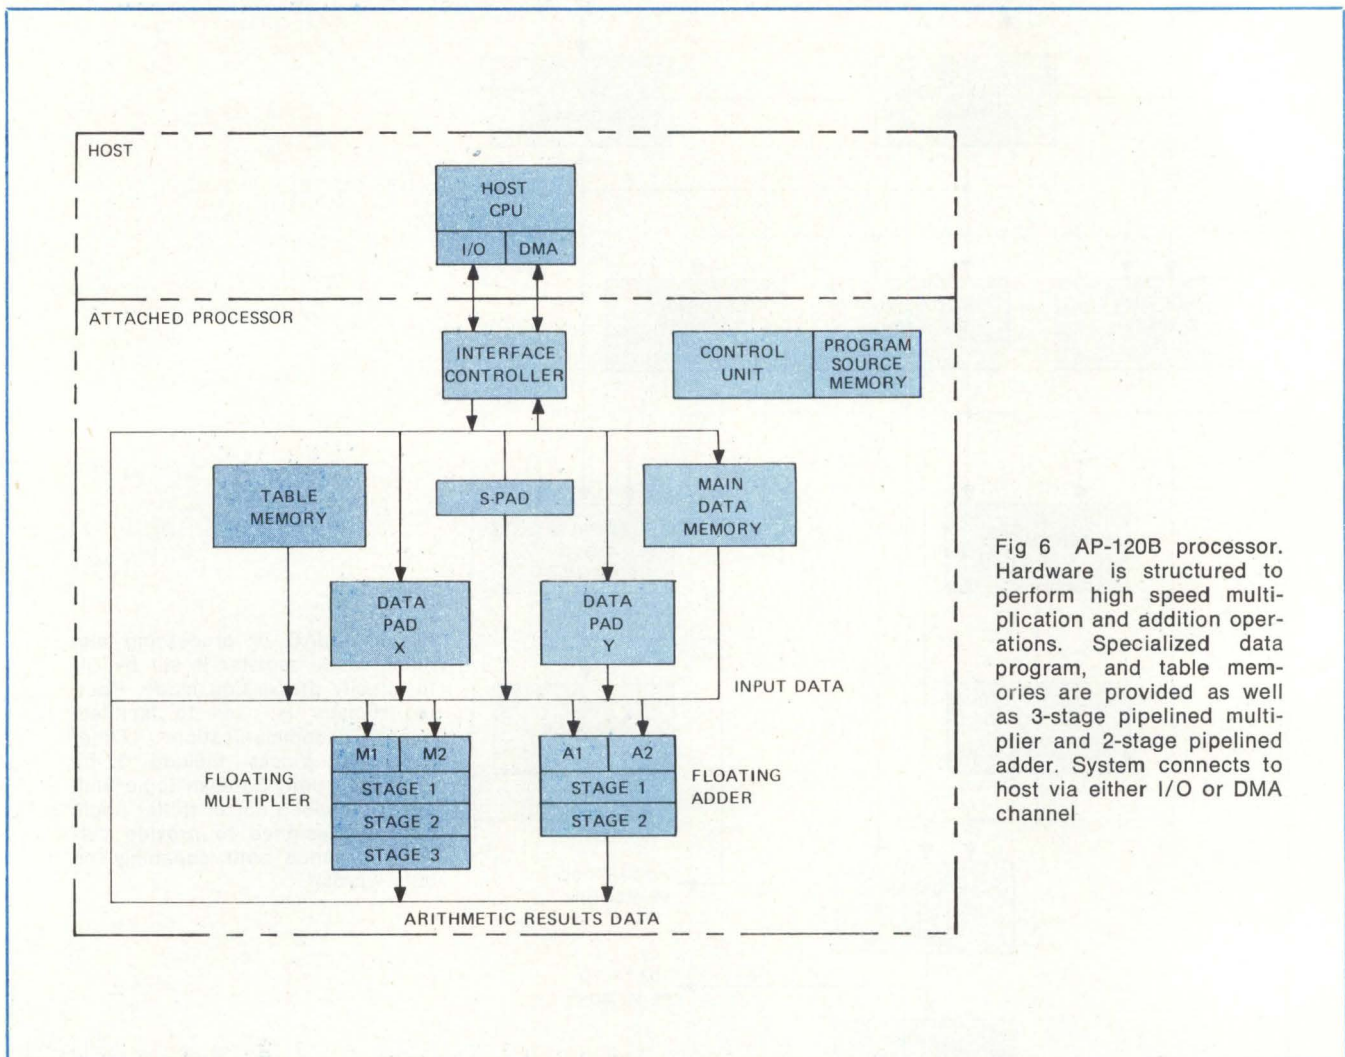 HOST
HOST
CPU
I/O DMA
ATTACHED PROCESSOR
INTERFACE
CONTROLLER
CONTROL
UNIT
PROGRAM
SOURCE
MEMORY
TABLE
MEMORY
S-PAD
MAIN
DATA
MEMORY
DATA
PAD
X
DATA
PAD
Y
INPUT DATA
M1 M2
STAGE 1
STAGE 2
STAGE 3
FLOATING
MULTIPLIER
A1 A2
STAGE 1
STAGE 2
FLOATING
ADDER
ARITHMETIC RESULTS DATA
Fig 6 AP-120B processor.
Hardware is structured to
perform high speed multi-
plication and addition oper-
ations. Specialized data
program, and table mem-
ories are provided as well
as 3-stage pipelined multi-
plier and 2-stage pipelined
adder. System connects to
host via either I/O or DMA
channel